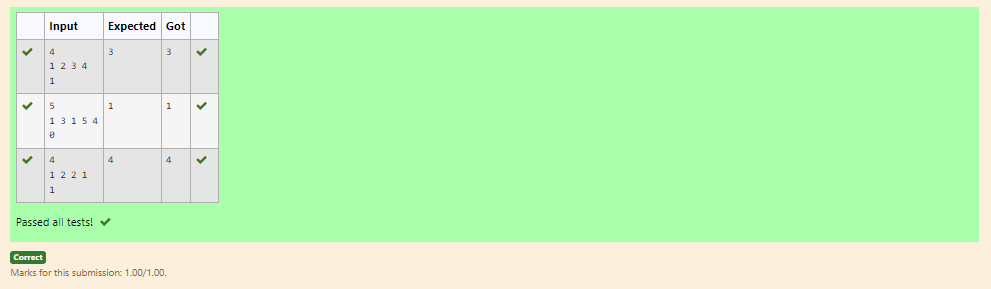 Input Expected Got
4 3 3
1 2 3 4
1
5 1 1
1 3 1 5 4
0
4 4 4
1 2 2 1
1
Passed all tests!
Correct
Marks for this submission: 1.00/1.00.